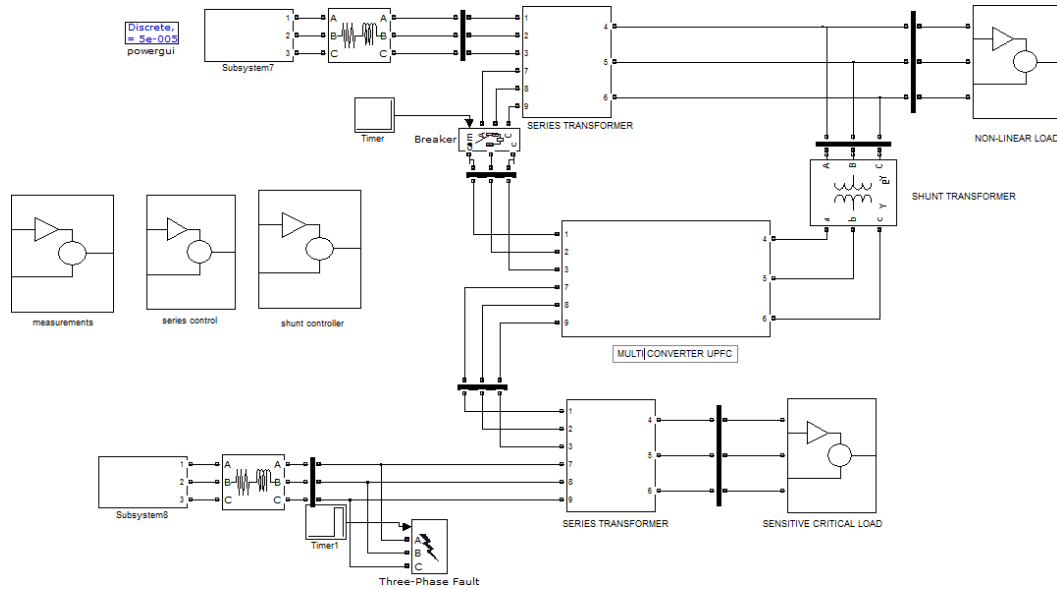 Discrete,
= 5e-005
powergui
1
2
3
Subsystem7
A
B
C
A
B
C
1
2
3
7
8
9
4
5
6
SERIES TRANSFORMER
NON-LINEAR LOAD
Timer
Breaker
A
B
C
a
b
c
Y
SHUNT TRANSFORMER
1
2
3
7
8
9
4
5
6
MULTI CONVERTER UPFC
measurements
series control
shunt controller
1
2
3
7
8
9
4
5
6
SERIES TRANSFORMER
SENSITIVE CRITICAL LOAD
1
2
3
Subsystem8
A
B
C
A
B
C
Timer1
A
B
C
Three-Phase Fault